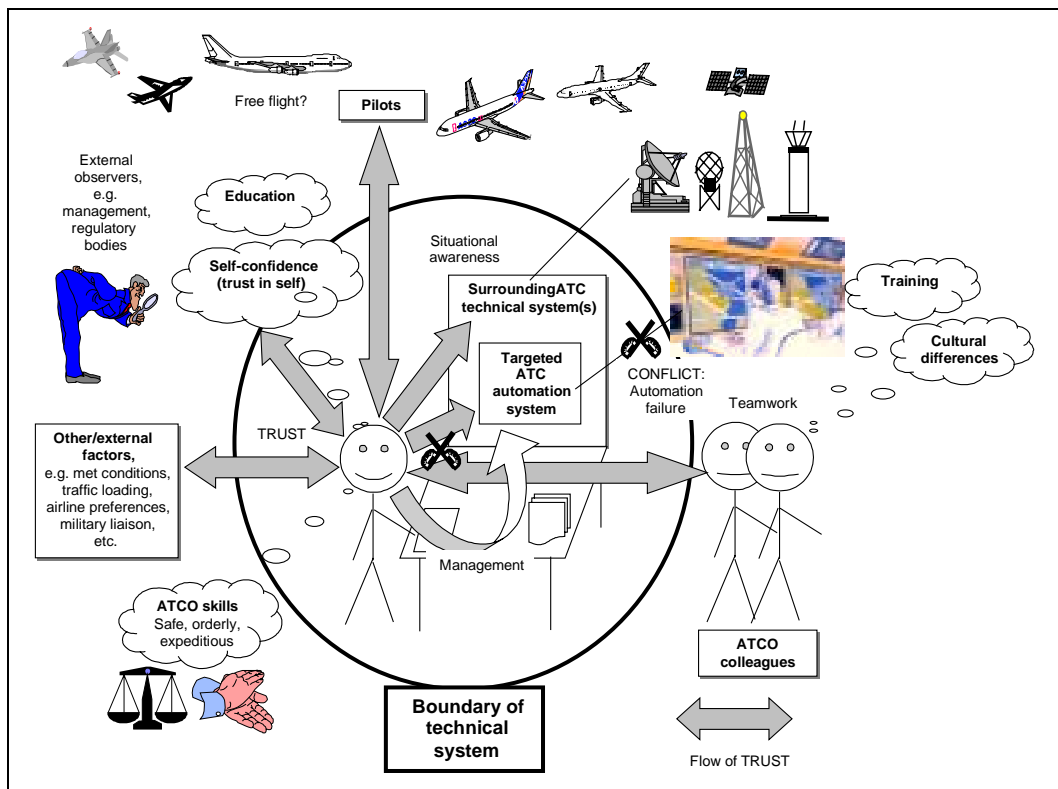 Free flight?
Pilots
External
observers,
e.g.
management,
regulatory
bodies
Education
Self-confidence
(trust in self)
Situational
awareness
SurroundingATC
technical system(s)
Targeted
ATC
automation
system
CONFLICT:
Automation
failure
Training
Cultural
differences
Teamwork
TRUST
Other/external
factors,
e.g. met conditions,
traffic loading,
airline preferences,
military liaison,
etc.
Management
ATCO skills
Safe, orderly,
expeditious
ATCO
colleagues
Boundary of
technical
system
Flow of TRUST